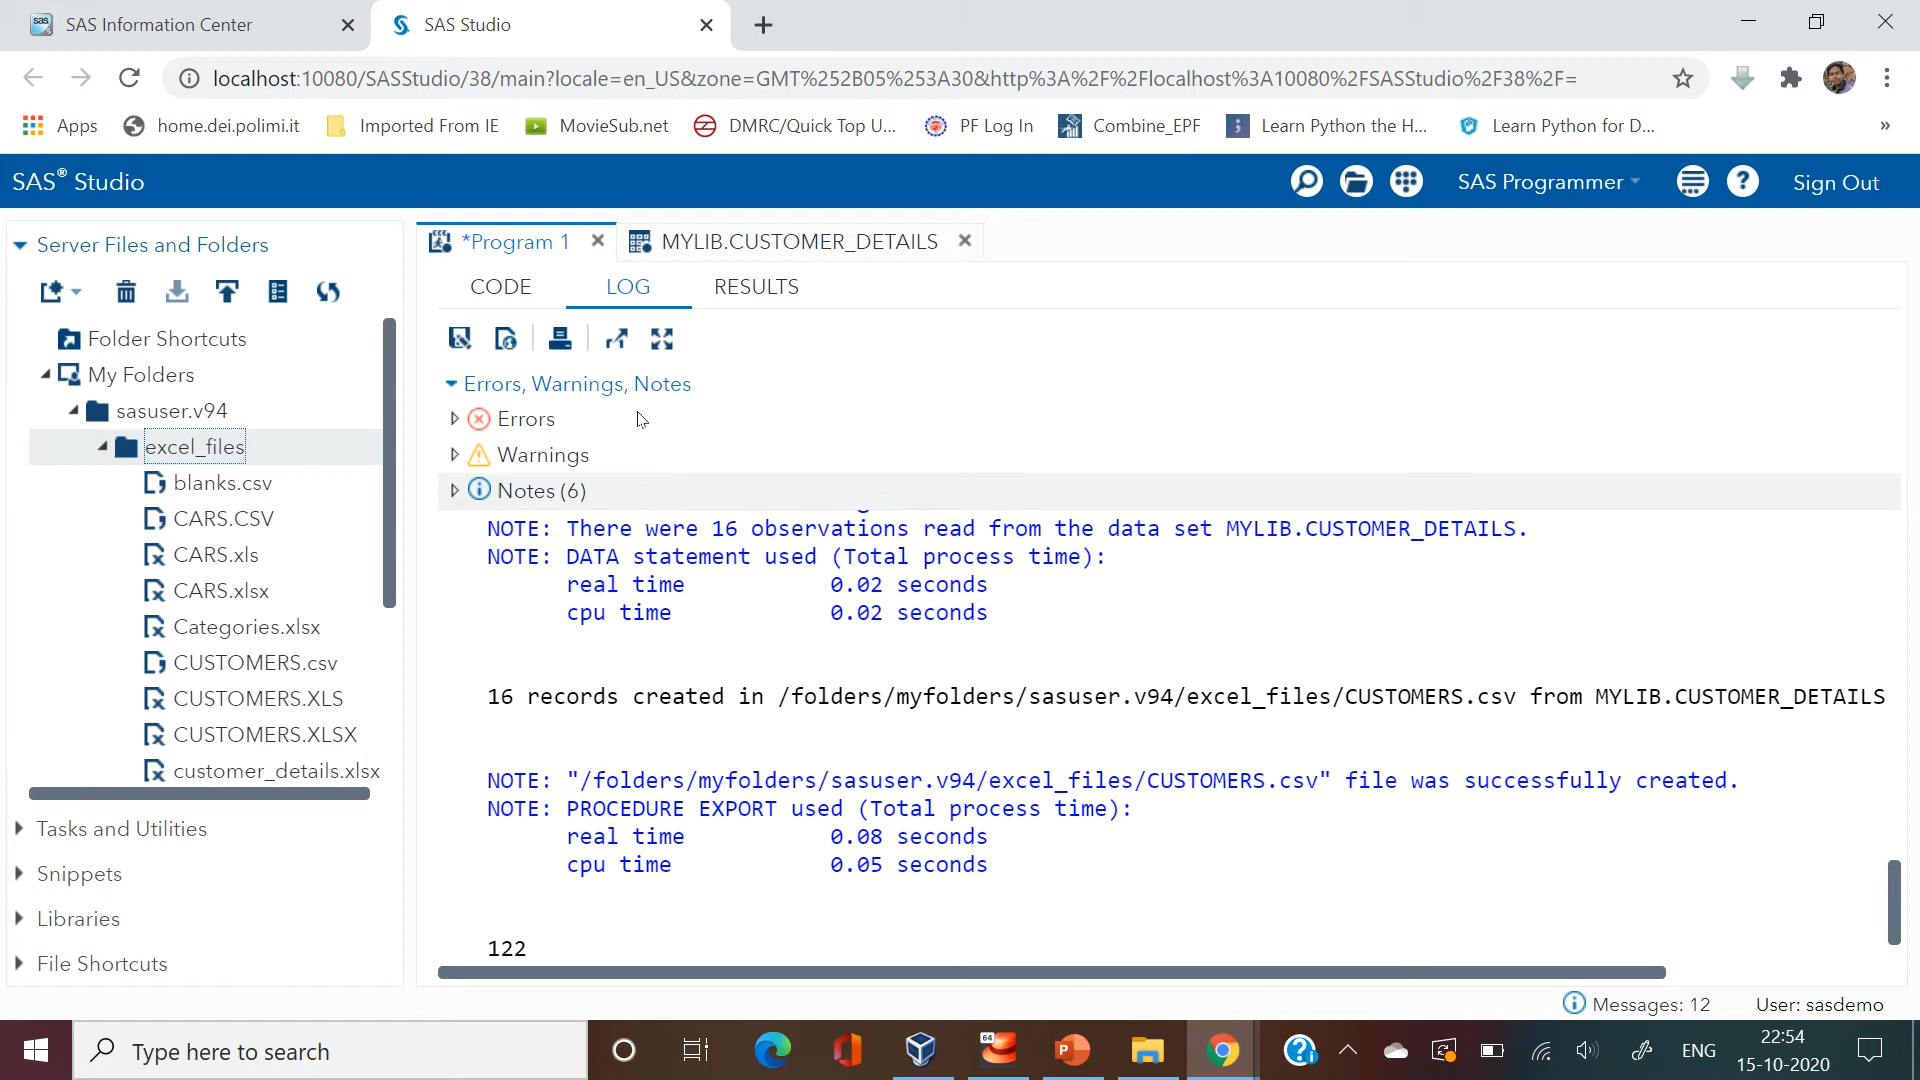 SAS Information Center
SAS Studio
localhost:10080/SASStudio/38/main?locale=en_US&zone=GMT%252B05%253A30&http%3A%2F%2Flocalhost%3A10080%2FSASStudio%2F38%2F=
Apps
home.dei.polimi.it
Imported From IE
MovieSub.net
DMRC/Quick Top U...
PF Log In
Combine_EPF
Learn Python the H...
Learn Python for D...
»
SAS® Studio
SAS Programmer
Sign Out
Server Files and Folders
Folder Shortcuts
My Folders
sasuser.v94
excel_files
blanks.csv
CARS.CSV
CARS.xls
CARS.xlsx
Categories.xlsx
CUSTOMERS.csv
CUSTOMERS.XLS
CUSTOMERS.XLSX
customer_details.xlsx
Tasks and Utilities
Snippets
Libraries
File Shortcuts
*Program 1
MYLIB.CUSTOMER_DETAILS
CODE
LOG
RESULTS
Errors, Warnings, Notes
Errors
Warnings
Notes (6)
NOTE: There were 16 observations read from the data set MYLIB.CUSTOMER_DETAILS.
NOTE: DATA statement used (Total process time):
real time 0.02 seconds
cpu time 0.02 seconds
16 records created in /folders/myfolders/sasuser.v94/excel_files/CUSTOMERS.csv from MYLIB.CUSTOMER_DETAILS
NOTE: "/folders/myfolders/sasuser.v94/excel_files/CUSTOMERS.csv" file was successfully created.
NOTE: PROCEDURE EXPORT used (Total process time):
real time 0.08 seconds
cpu time 0.05 seconds
122
Messages: 12
User: sasdemo
Type here to search
64
ENG
22:54
15-10-2020